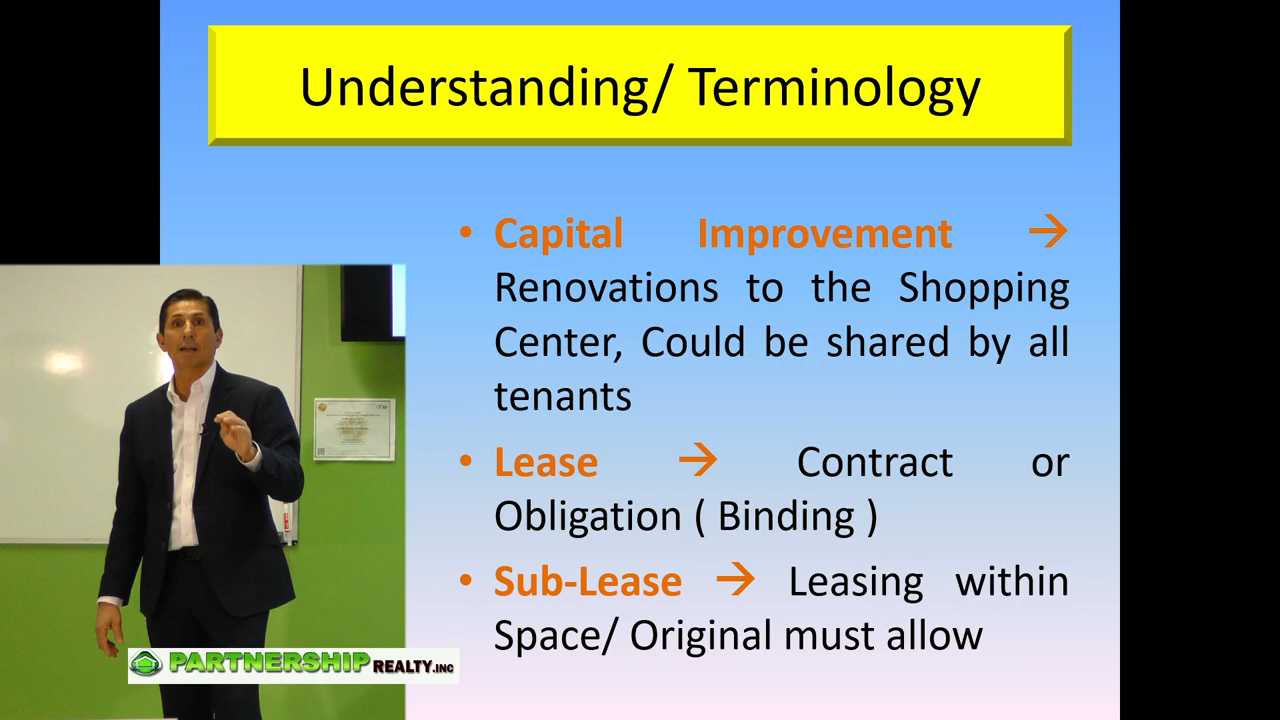 Understanding/ Terminology
• Capital Improvement →
Renovations to the Shopping
Center, Could be shared by all
tenants
• Lease → Contract or
Obligation ( Binding )
• Sub-Lease → Leasing within
Space/ Original must allow
PARTNERSHIP REALTY.INC